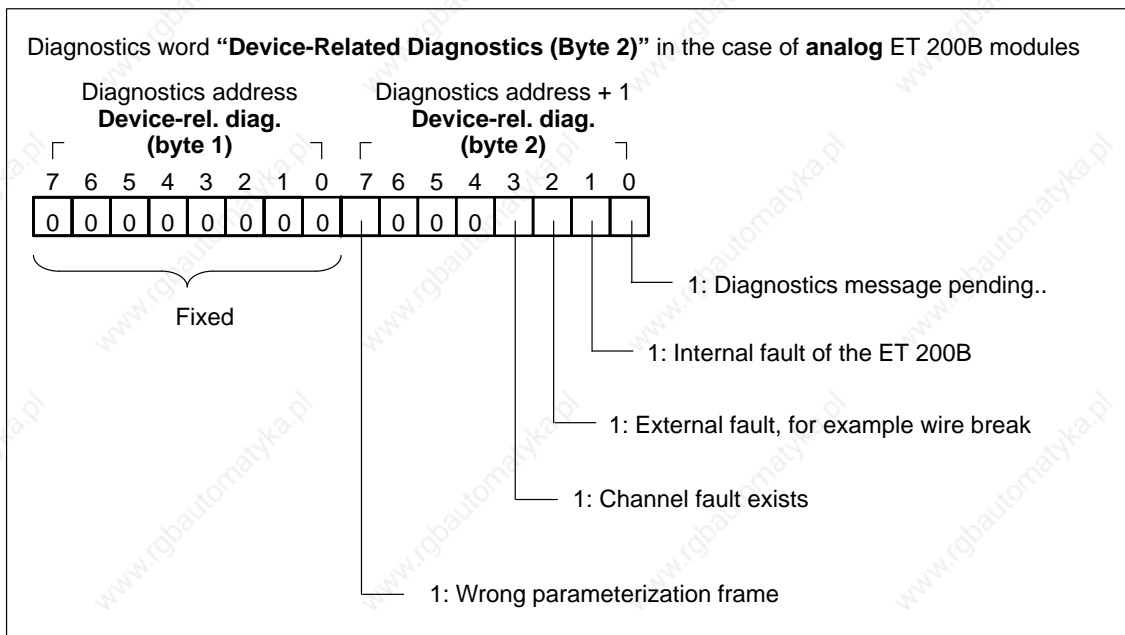 Diagnostics word “Device-Related Diagnostics (Byte 2)” in the case of analog ET 200B modules
Diagnostics address
Device-rel. diag.
(byte 1)
Diagnostics address + 1
Device-rel. diag.
(byte 2)
7 6 5 4 3 2 1 0 7 6 5 4 3 2 1 0
0 0 0 0 0 0 0 0 0 0 0
Fixed
1: Diagnostics message pending..
1: Internal fault of the ET 200B
1: External fault, for example wire break
1: Channel fault exists
1: Wrong parameterization frame
www.rgbautomatyka.pl